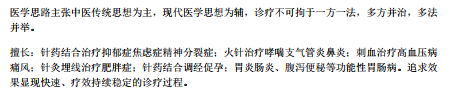 医学思路主张中医传统思想为主，现代医学思想为辅，诊疗不可拘于一方一法，多方并治，多法
并举。
擅长：针药结合治疗抑郁症焦虑症精神分裂症；火针治疗哮喘支气管炎鼻炎；刺血治疗高血压病
痛风；针灸埋线治疗肥胖症；针药结合调经促孕；胃炎肠炎、腹泻便秘等功能性胃肠病。追求效
果显现快速、疗效持续稳定的诊疗过程。